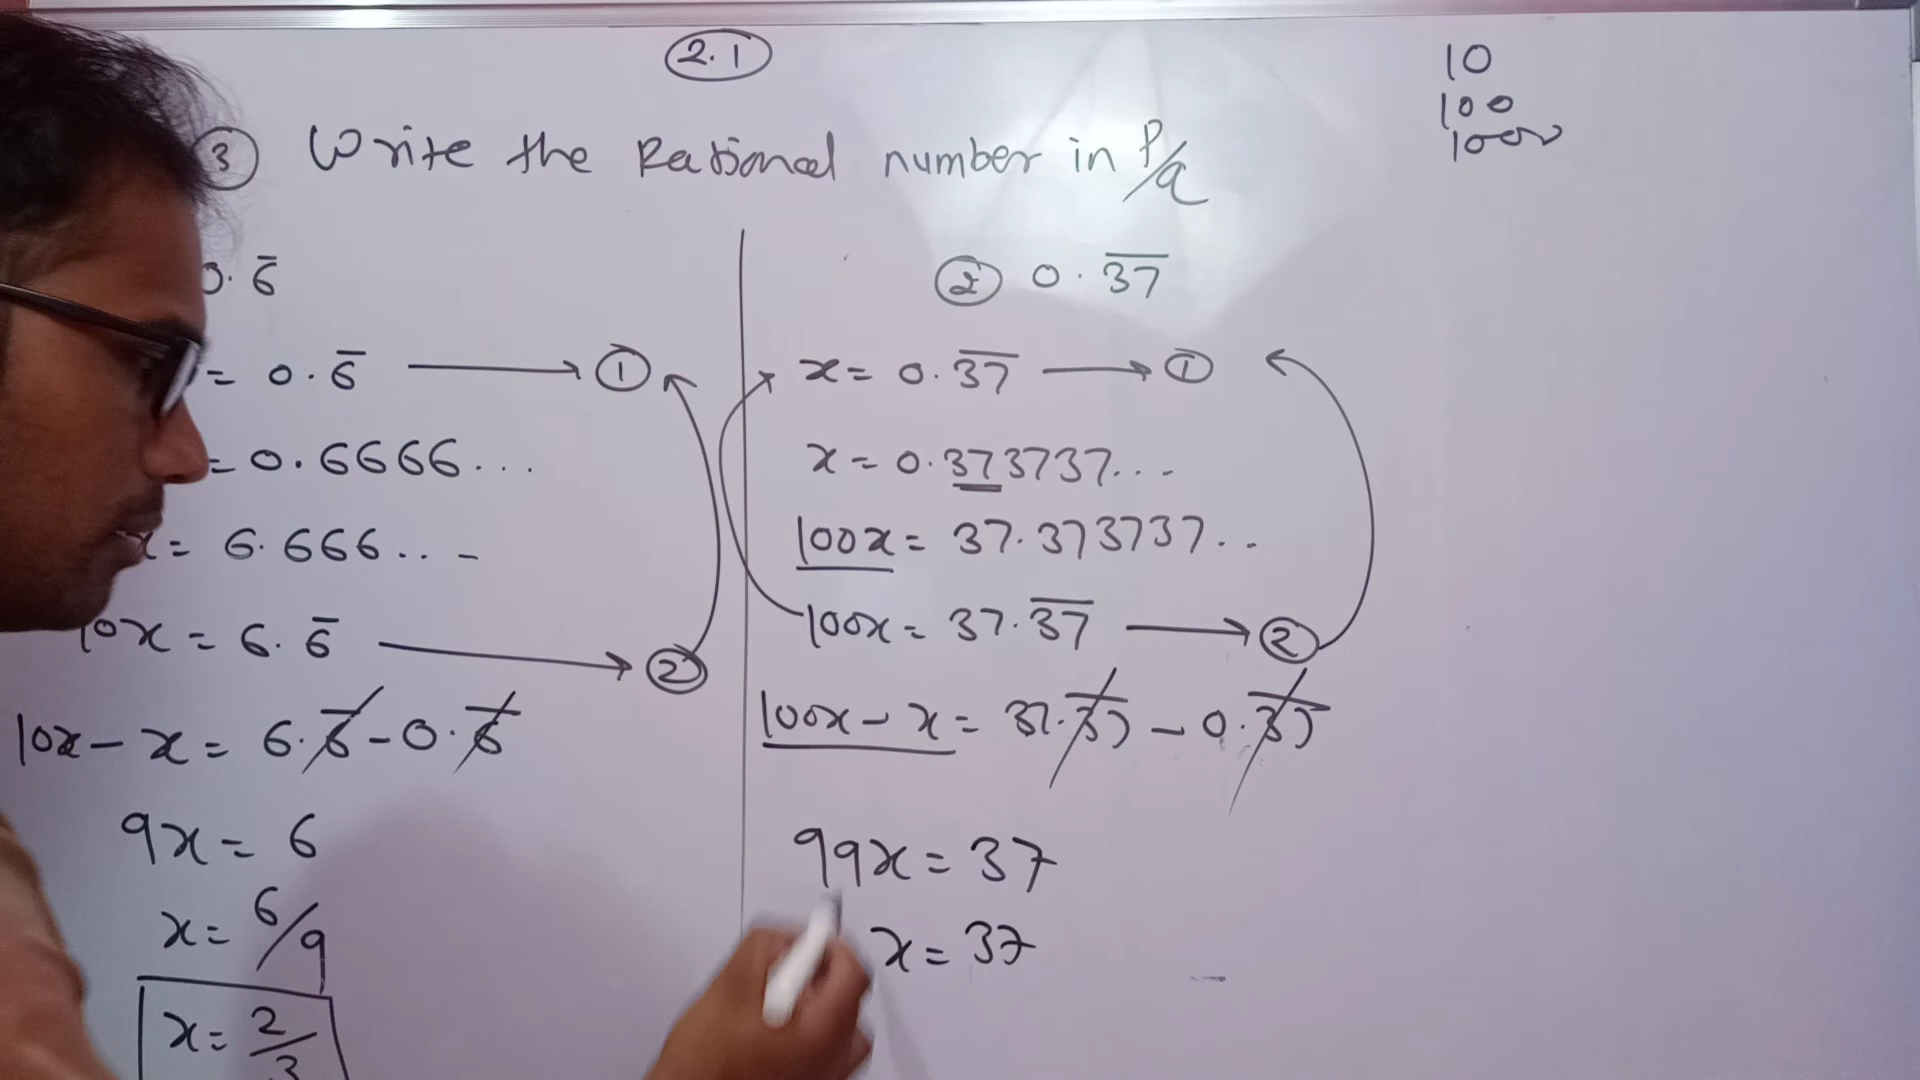 2.1
10
100
1000
3 Write the Rational number in P/q
0.6̅
= 0.6̅ ⟶ 1
= 0.6666...
x = 6.666...
10x = 6.6̅ ⟶ 2
10x - x = 6.6̅ - 0.6̅
9x = 6
x = 6/9
x = 2/3
2 0.3̅7̅
x = 0.3̅7̅ ⟶ 1
x = 0.373737...
100x = 37.373737..
100x = 37.3̅7̅ ⟶ 2
100x - x = 37.3̅7̅ - 0.3̅7̅
99x = 37
x = 37